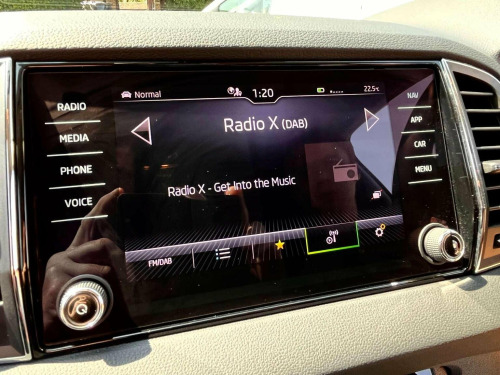 Normal
1:20
22.5°C
RADIO
MEDIA
PHONE
VOICE
Radio X (DAB)
Radio X - Get Into the Music
FM/DAB
NAV
APP
CAR
MENU